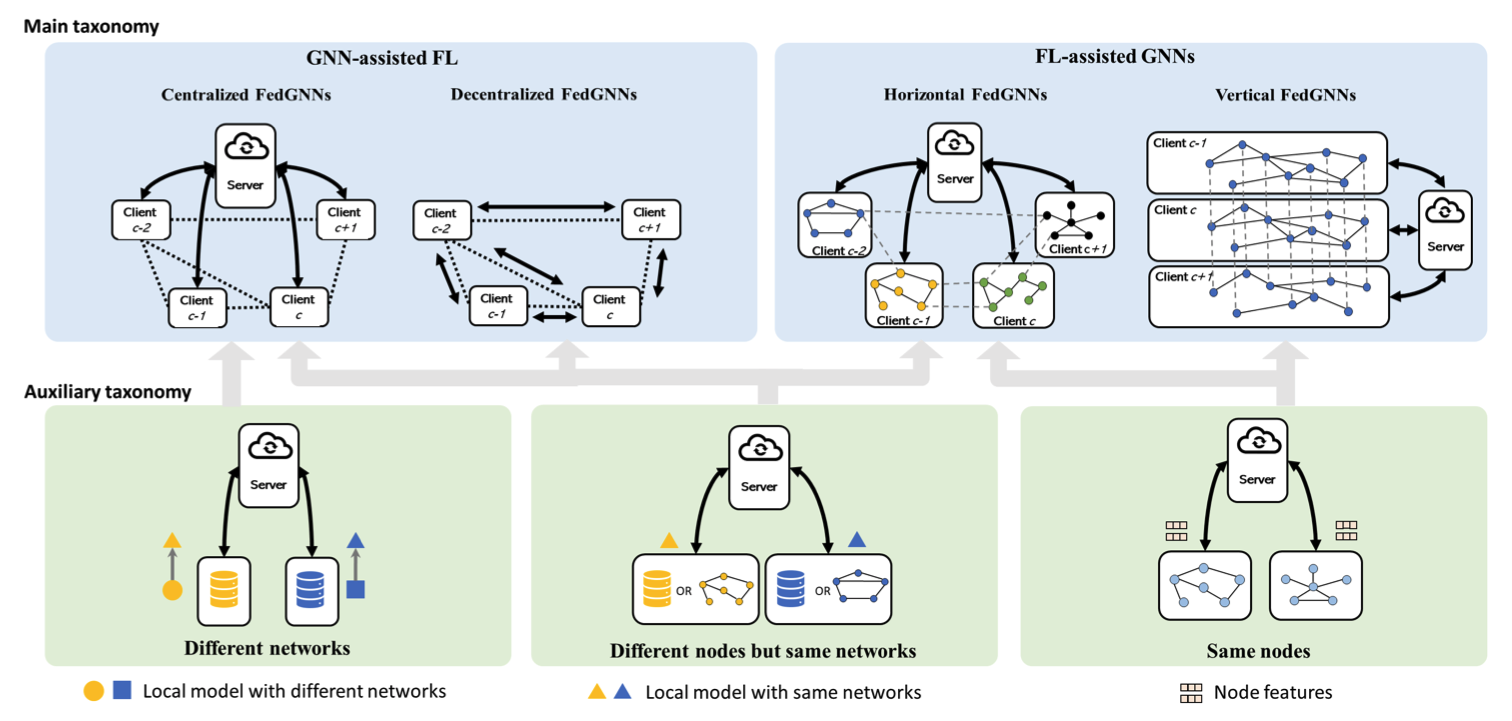 Main taxonomy
GNN-assisted FL
Centralized FedGNNs
Decentralized FedGNNs
Server
Client
c-2
Client
c+1
Client
c-1
Client
c
Client
c-2
Client
c+1
Client
c-1
Client
c
FL-assisted GNNs
Horizontal FedGNNs
Vertical FedGNNs
Server
Client c-2
Client c+1
Client c-1
Client c
Client c-1
Client c
Client c+1
Server
Auxiliary taxonomy
Server
Different networks
Server
OR
OR
Different nodes but same networks
Server
Same nodes
Local model with different networks
Local model with same networks
Node features